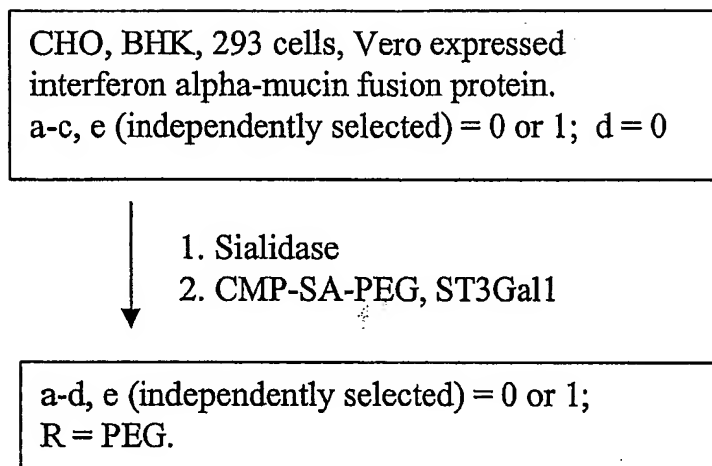 CHO, BHK, 293 cells, Vero expressed
interferon alpha-mucin fusion protein.
a-c, e (independently selected) = 0 or 1; d = 0
1. Sialidase
2. CMP-SA-PEG, ST3Gal1
a-d, e (independently selected) = 0 or 1;
R = PEG.